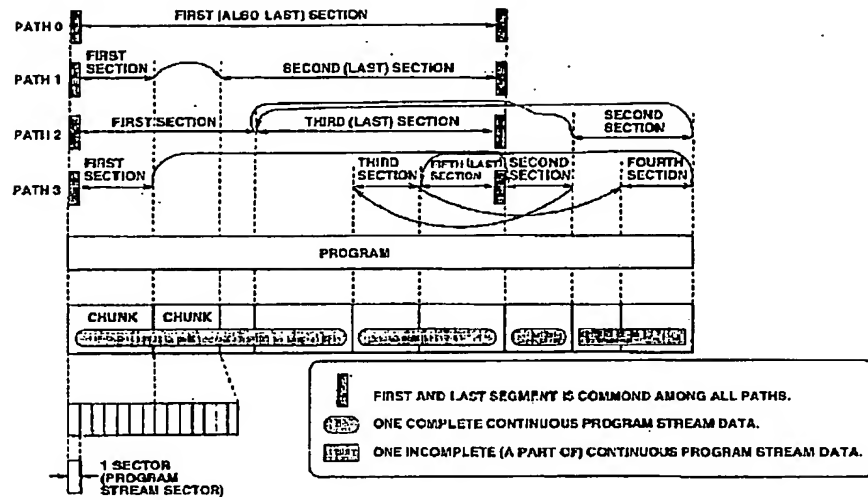 FIRST (ALSO LAST) SECTION
PATH 0
FIRST
SECTION
SECOND (LAST) SECTION
PATH 1
SECOND
SECTION
FIRST SECTION
THIRD (LAST) SECTION
PATH 2
FIRST
SECTION
THIRD
SECTION
FIFTH (LAST)
SECTION
SECOND
SECTION
FOURTH
SECTION
PATH 3
PROGRAM
CHUNK
CHUNK
FIRST AND LAST SEGMENT IS COMMOND AMONG ALL PATHS.
ONE COMPLETE CONTINUOUS PROGRAM STREAM DATA.
ONE INCOMPLETE (A PART OF) CONTINUOUS PROGRAM STREAM DATA.
1 SECTOR
(PROGRAM
STREAM SECTOR)